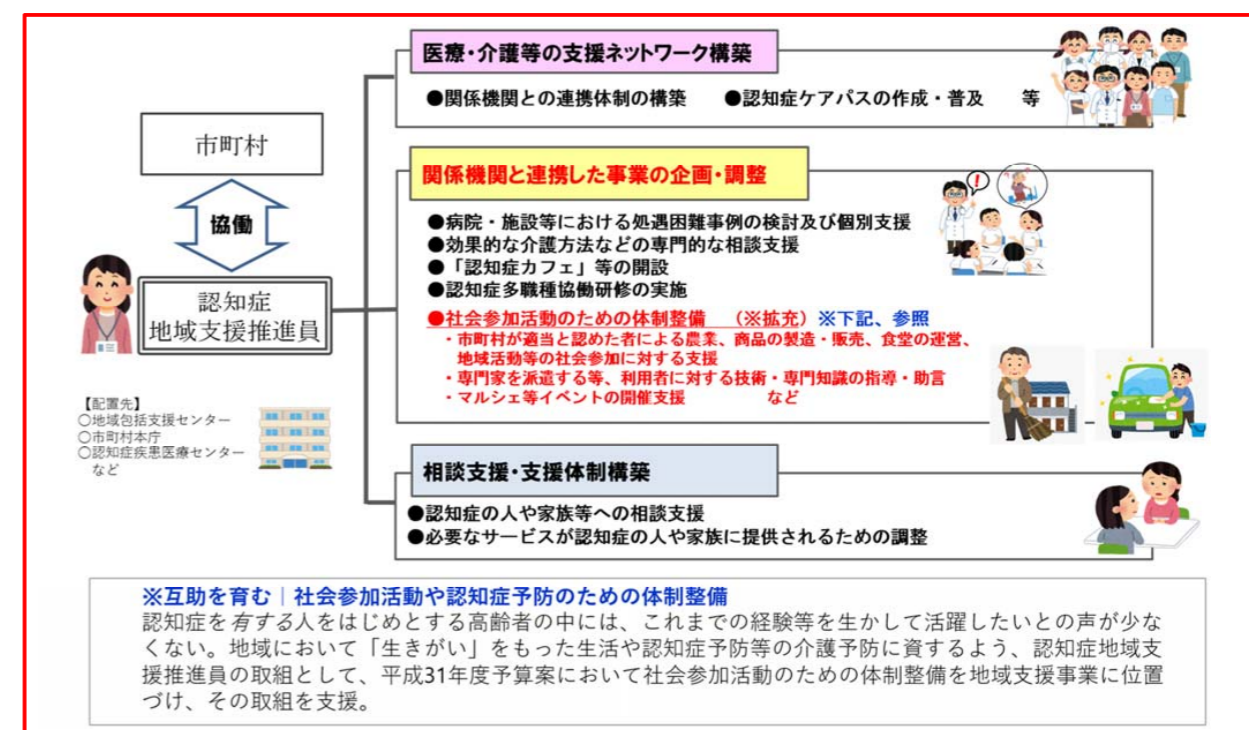 医療・介護等の支援ネットワーク構築
●関係機関との連携体制の構築　　●認知症ケアパスの作成・普及　　等
市町村
協働
認知症
地域支援推進員
【配置先】
○地域包括支援センター
○市町村本庁
○認知症疾患医療センター
など
関係機関と連携した事業の企画・調整
●病院・施設等における処遇困難事例の検討及び個別支援
●効果的な介護方法などの専門的な相談支援
●「認知症カフェ」等の開設
●認知症多職種協働研修の実施
●社会参加活動のための体制整備　（※拡充）※下記、参照
・市町村が適当と認めた者による農業、商品の製造・販売、食堂の運営、
地域活動等の社会参加に対する支援
・専門家を派遣する等、利用者に対する技術・専門知識の指導・助言
・マルシェ等イベントの開催支援　　　　など
!
相談支援・支援体制構築
●認知症の人や家族等への相談支援
●必要なサービスが認知症の人や家族に提供されるための調整
※互助を育む｜社会参加活動や認知症予防のための体制整備
認知症を有する人をはじめとする高齢者の中には、これまでの経験等を生かして活躍したいとの声が少な
くない。地域において「生きがい」をもった生活や認知症予防等の介護予防に資するよう、認知症地域支
援推進員の取組として、平成31年度予算案において社会参加活動のための体制整備を地域支援事業に位置
づけ、その取組を支援。